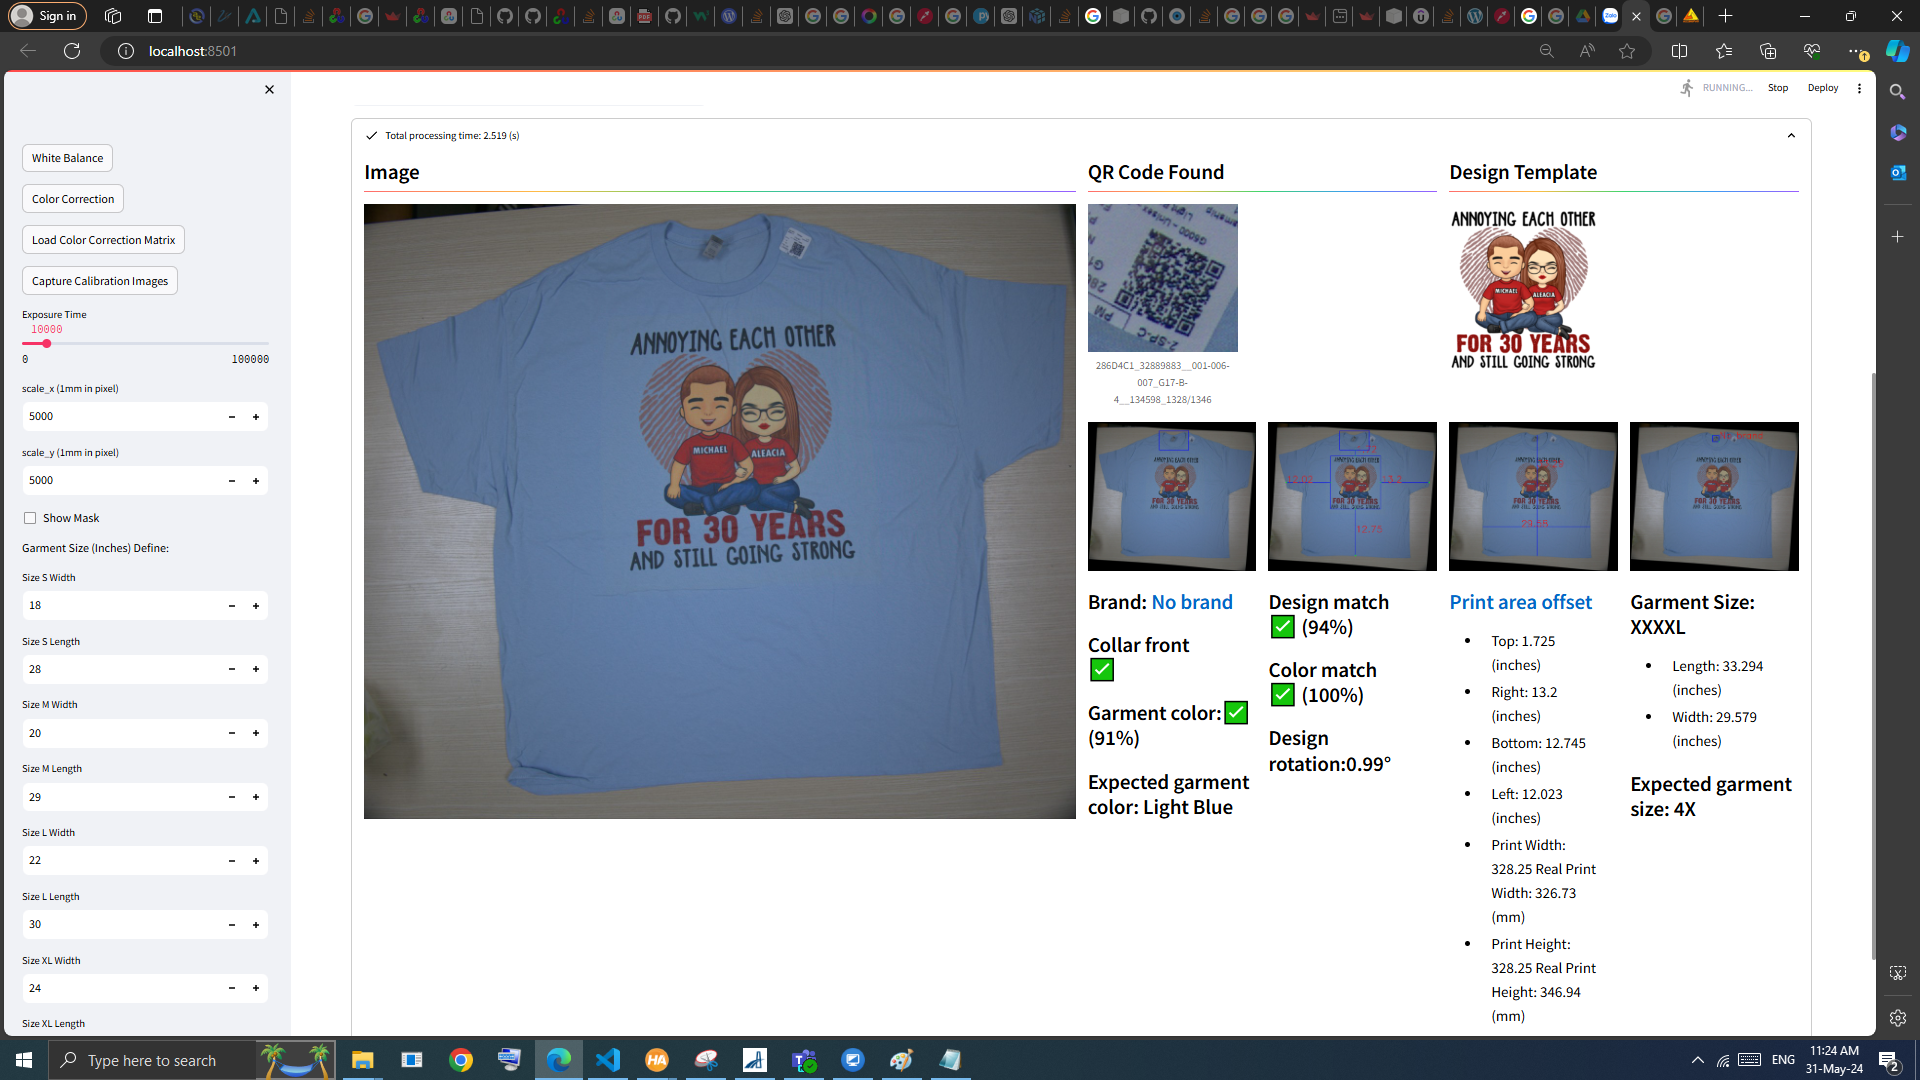 Sign in
localhost:8501
RUNNING...
Stop
Deploy
White Balance
Color Correction
Load Color Correction Matrix
Capture Calibration Images
Exposure Time
10000
0
100000
scale_x (1mm in pixel)
5000
scale_y (1mm in pixel)
5000
Show Mask
Garment Size (Inches) Define:
Size S Width
18
Size S Length
28
Size M Width
20
Size M Length
29
Size L Width
22
Size L Length
30
Size XL Width
24
Size XL Length
Total processing time: 2.519 (s)
Image
ANNOYING EACH OTHER
MICHAEL
ALEACIA
FOR 30 YEARS
AND STILL GOING STRONG
QR Code Found
286D4C1_32889883__001-006-
007_G17-B-
4__134598_1328/1346
Design Template
ANNOYING EACH OTHER
MICHAEL
ALEACIA
FOR 30 YEARS
AND STILL GOING STRONG
Brand: No brand
Collar front
Garment color:
(91%)
Expected garment
color: Light Blue
Design match
(94%)
Color match
(100%)
Design
rotation:0.99°
Print area offset
Top: 1.725
(inches)
Right: 13.2
(inches)
Bottom: 12.745
(inches)
Left: 12.023
(inches)
Print Width:
328.25 Real Print
Width: 326.73
(mm)
Print Height:
328.25 Real Print
Height: 346.94
(mm)
Garment Size:
XXXXL
Length: 33.294
(inches)
Width: 29.579
(inches)
Expected garment
size: 4X
Type here to search
ENG
11:24 AM
31-May-24
2